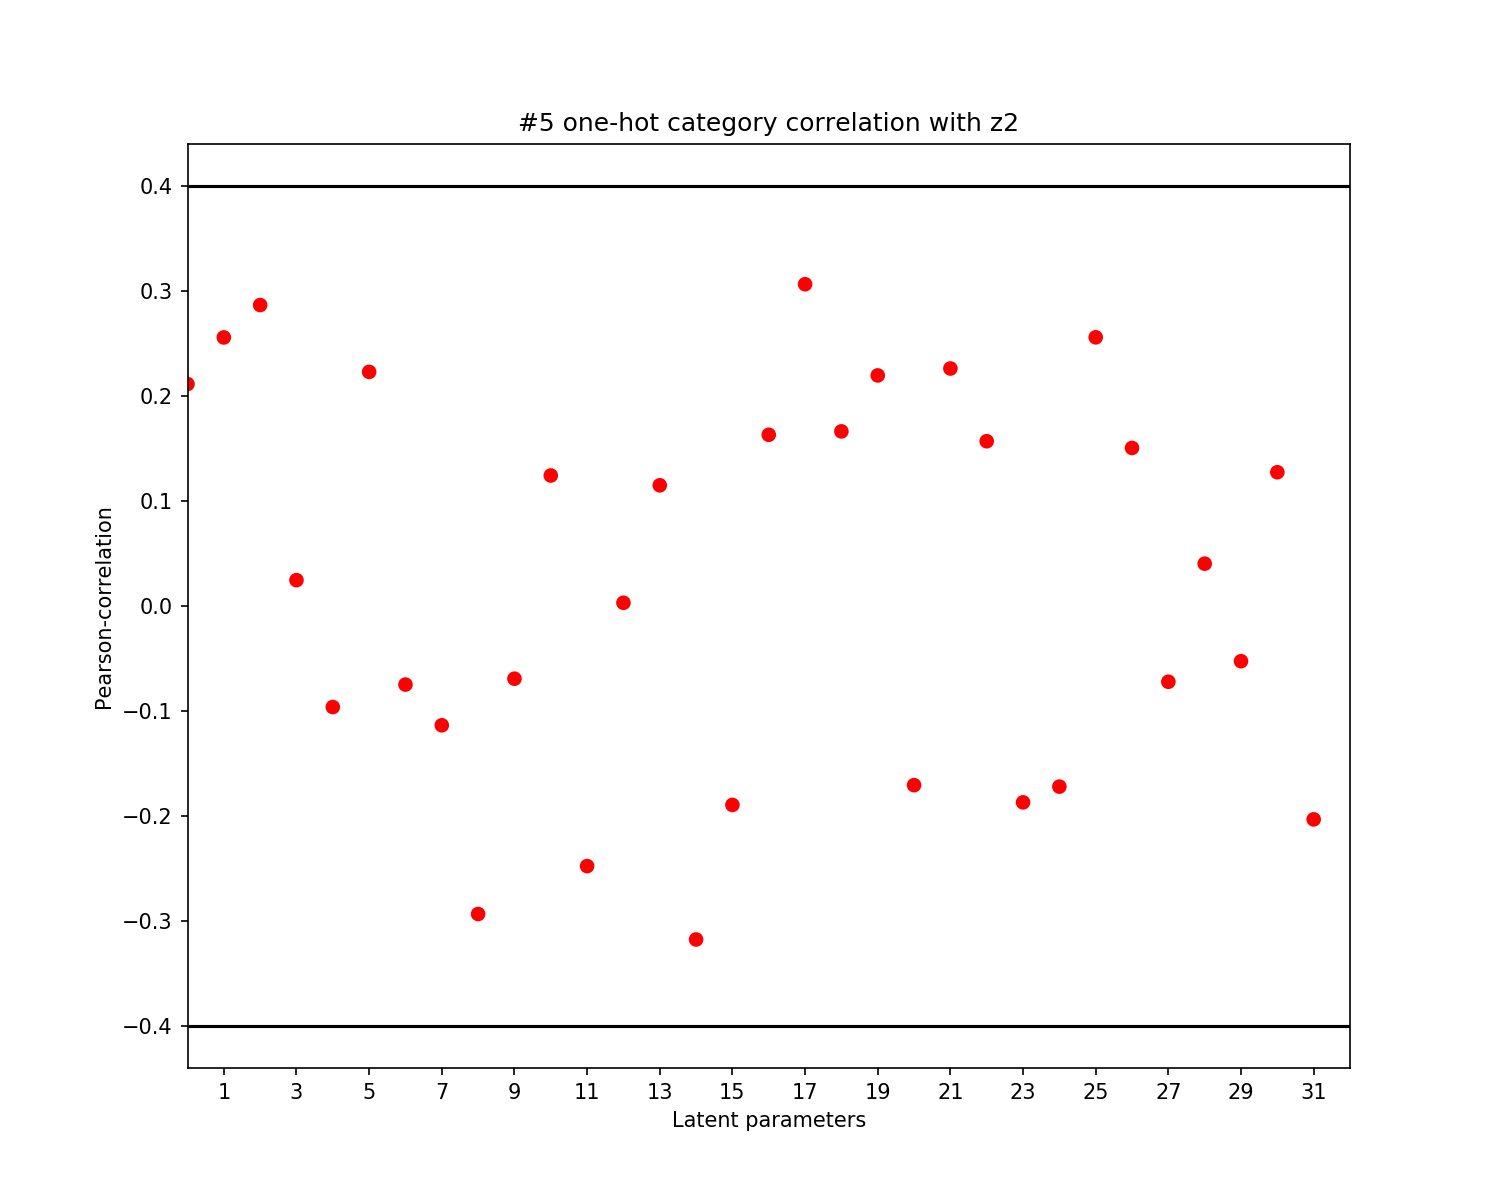 #5 one-hot category correlation with z2
0.4
0.3
0.2
0.1
0.0
−0.1
−0.2
−0.3
−0.4
Pearson-correlation
1 3 5 7 9 11 13 15 17 19 21 23 25 27 29 31
Latent parameters